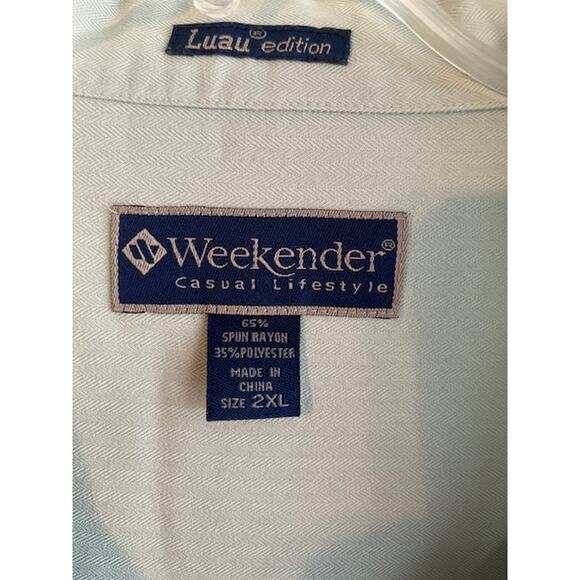 Luau® edition
Weekender®
Casual Lifestyle
65%
SPUN RAYON
35% POLYESTER
MADE IN
CHINA
SIZE 2XL